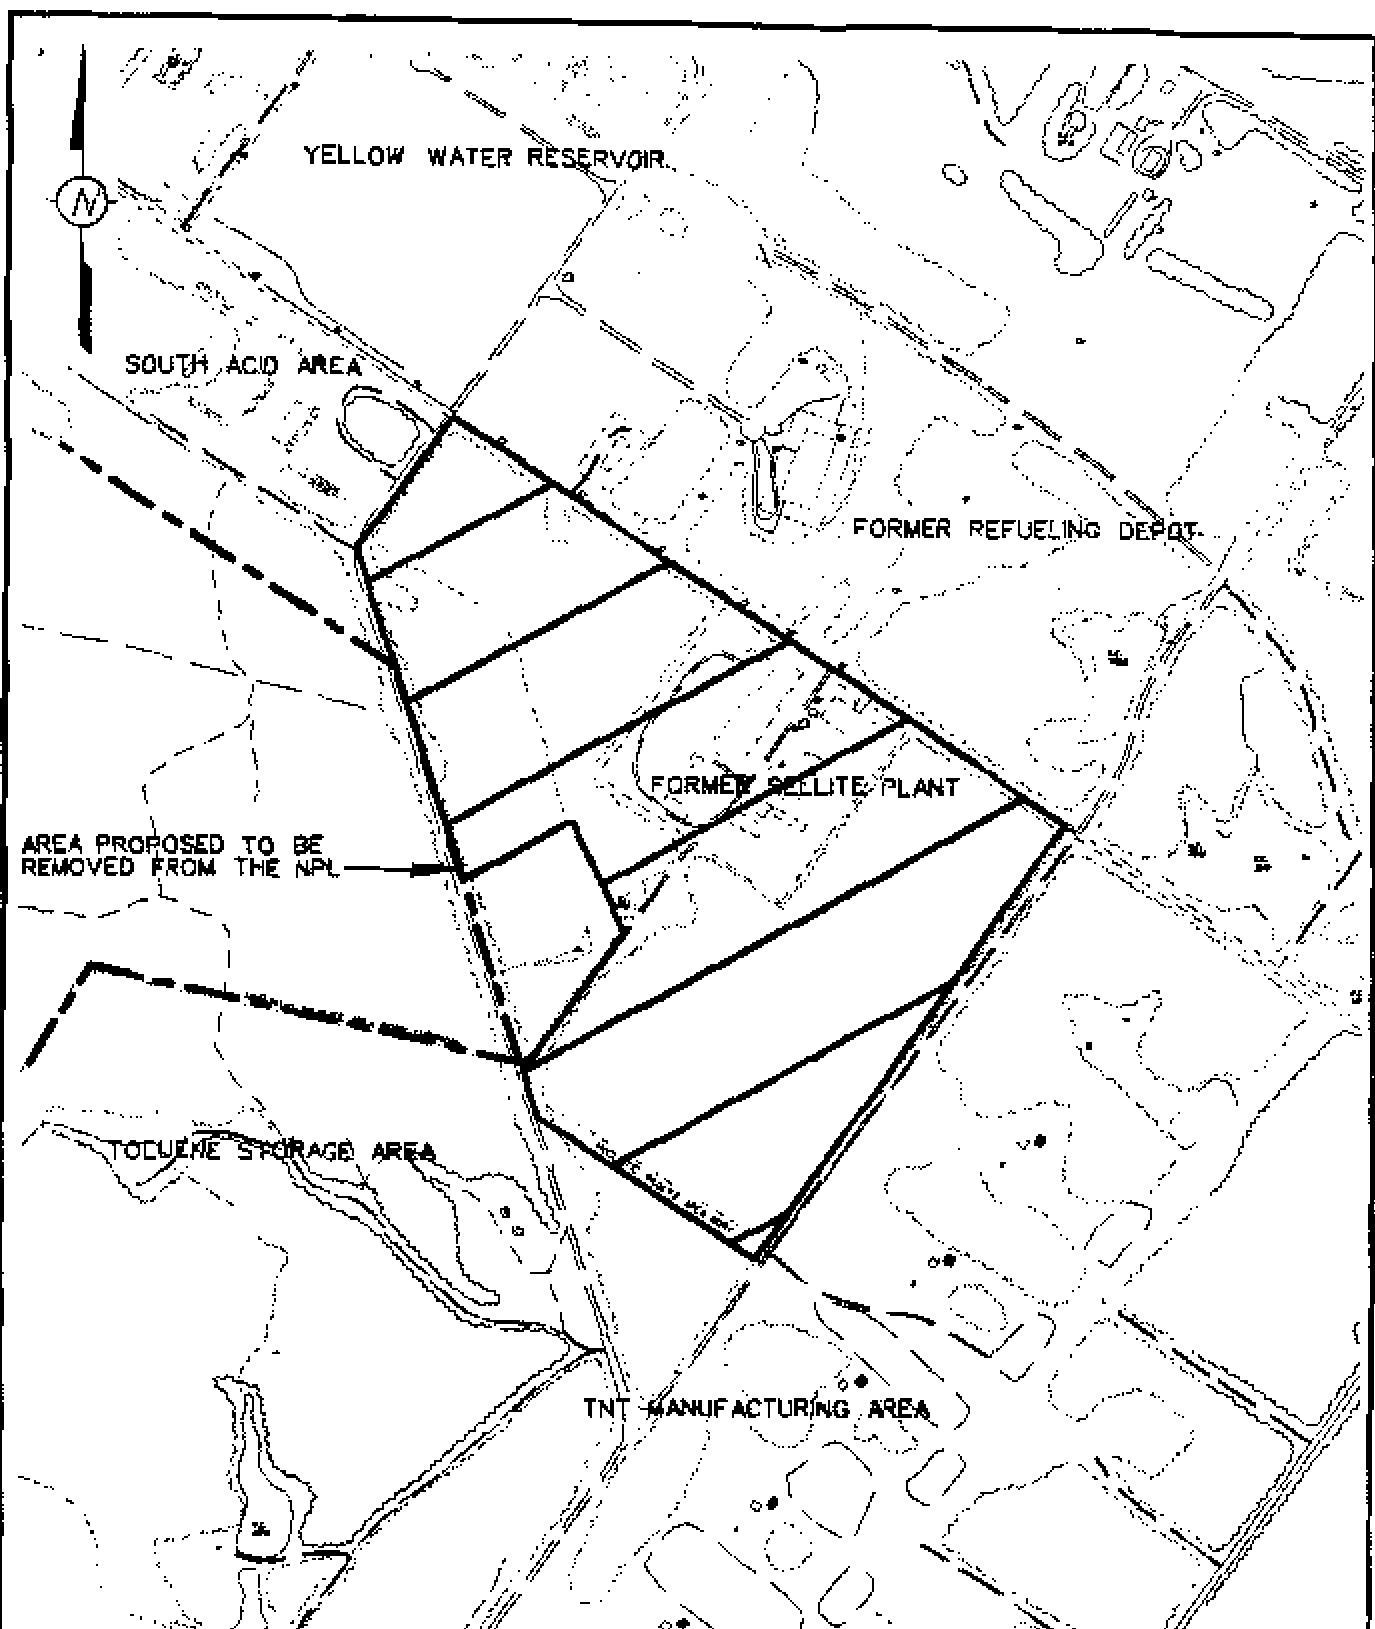 YELLOW WATER RESERVOIR
N
SOUTH ACID AREA
FORMER REFUELING DEPOT
FORMER SELLITE PLANT
AREA PROPOSED TO BE
REMOVED FROM THE NPL
TOLUENE STORAGE AREA
TNT MANUFACTURING AREA